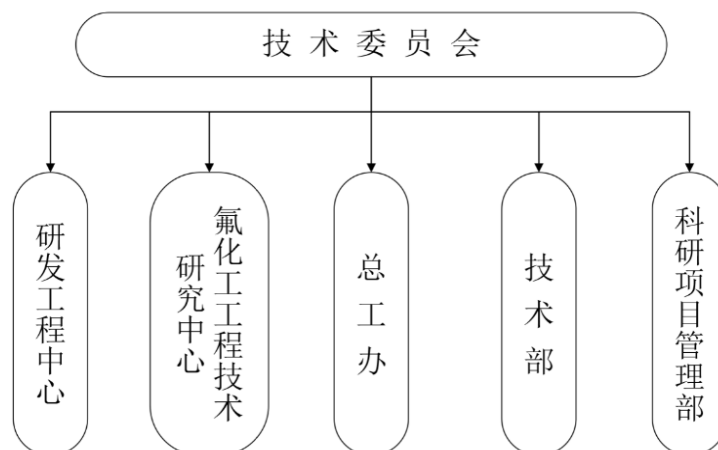 技术委员会
研发工程中心
氟化工工程技术
研究中心
总工办
技术部
科研项目管理部